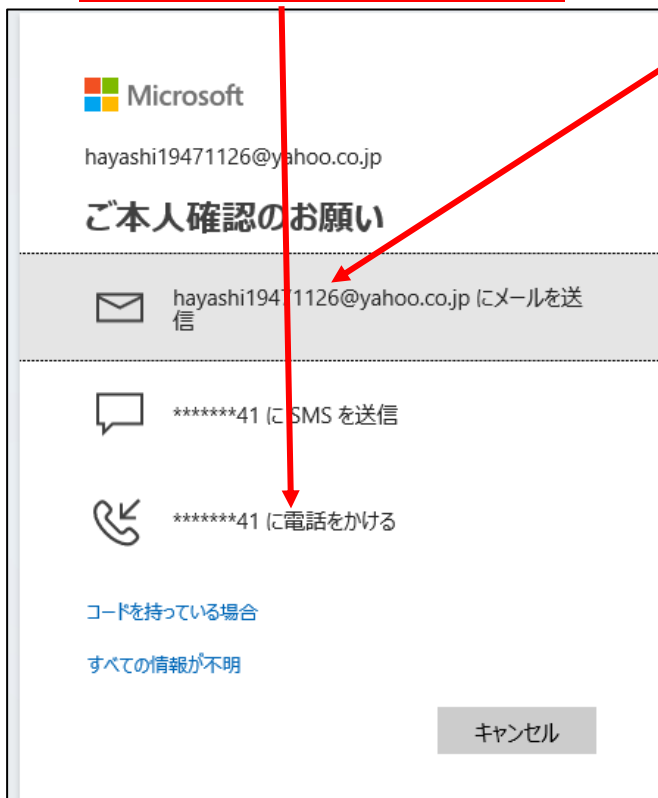 Microsoft
hayashi19471126@yahoo.co.jp
ご本人確認のお願い
hayashi19471126@yahoo.co.jp にメールを送
信
*******41 に SMS を送信
*******41 に電話をかける
コードを持っている場合
すべての情報が不明
キャンセル